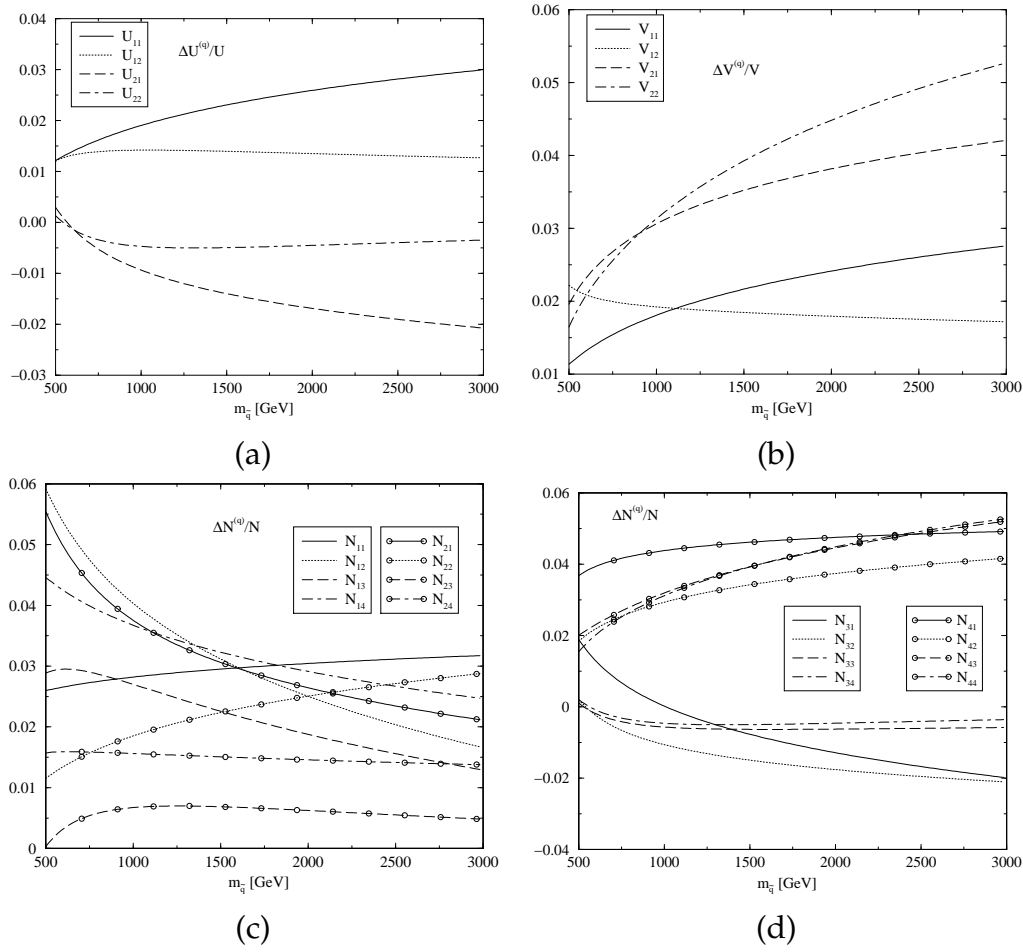 0.04
0.03
0.02
0.01
0.00
−0.01
−0.02
−0.03
500 1000 1500 2000 2500 3000
m_q̃ [GeV]
U₁₁
U₁₂
U₂₁
U₂₂
ΔU⁽q⁾/U
(a)
0.06
0.05
0.04
0.03
0.02
0.01
500 1000 1500 2000 2500 3000
m_q̃ [GeV]
V₁₁
V₁₂
V₂₁
V₂₂
ΔV⁽q⁾/V
(b)
0.06
0.05
0.04
0.03
0.02
0.01
0
500 1000 1500 2000 2500 3000
m_q̃ [GeV]
ΔN⁽q⁾/N
N₁₁
N₁₂
N₁₃
N₁₄
N₂₁
N₂₂
N₂₃
N₂₄
(c)
0.06
0.04
0.02
0
−0.02
−0.04
500 1000 1500 2000 2500 3000
m_q̃ [GeV]
ΔN⁽q⁾/N
N₃₁
N₃₂
N₃₃
N₃₄
N₄₁
N₄₂
N₄₃
N₄₄
(d)